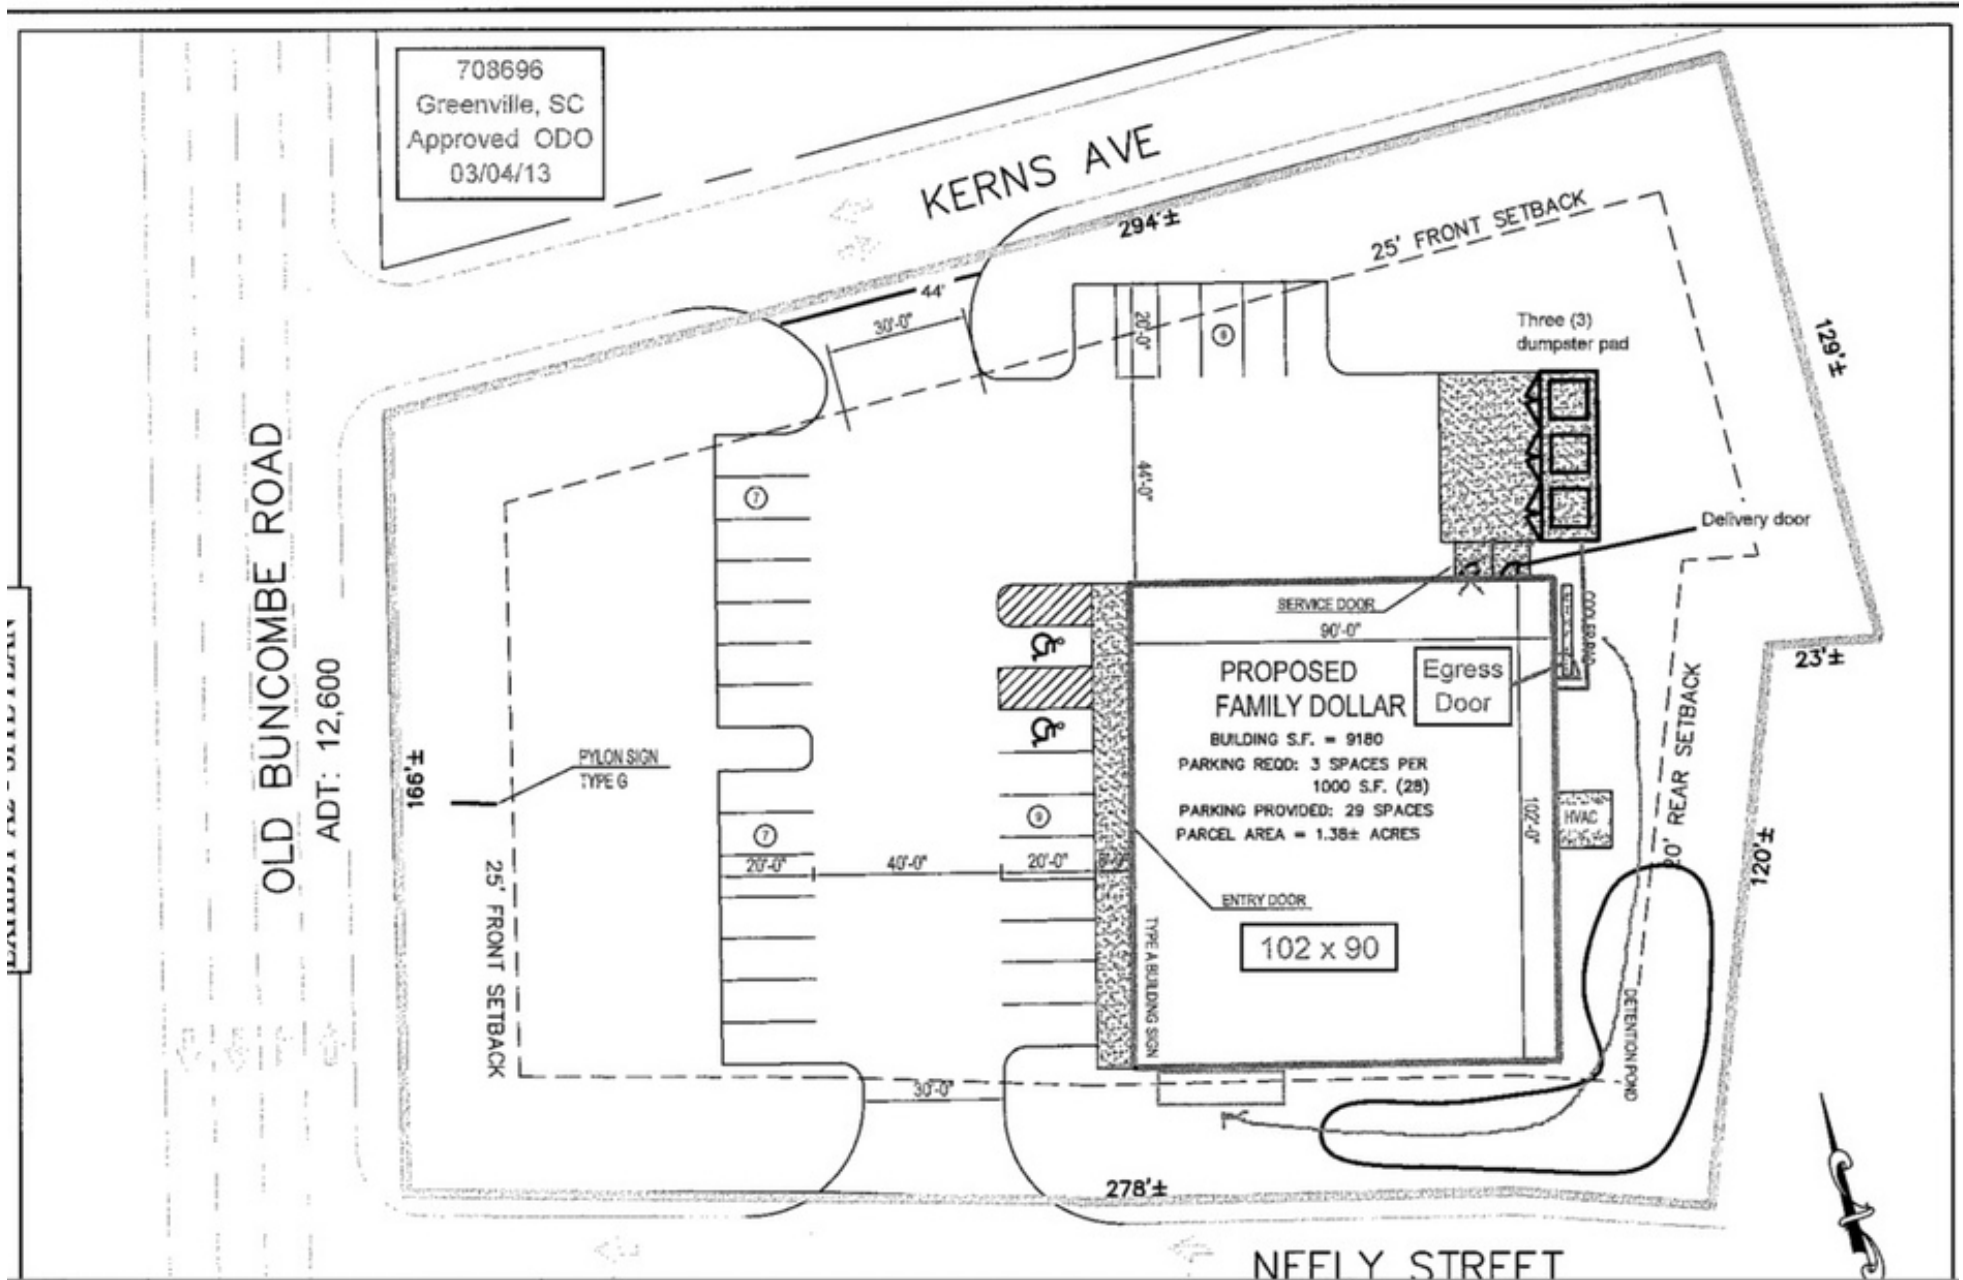 708696
Greenville, SC
Approved ODO
03/04/13
KERNS AVE
294'±
25' FRONT SETBACK
44'
30'-0"
20'-0"
Three (3)
dumpster pad
129'±
7
44'-0"
Delivery door
OLD BUNCOMBE ROAD
ADT: 12,600
SERVICE DOOR
90'-0"
COOLER PAD
23'±
PROPOSED
FAMILY DOLLAR
Egress
Door
BUILDING S.F. = 9180
PARKING REQD: 3 SPACES PER
1000 S.F. (28)
PARKING PROVIDED: 29 SPACES
PARCEL AREA = 1.38± ACRES
PYLON SIGN
TYPE G
166'±
9
7
20'-0"
40'-0"
20'-0"
102'-0"
HVAC
20' REAR SETBACK
120'±
25' FRONT SETBACK
ENTRY DOOR
102 x 90
TYPE A BUILDING SIGN
DETENTION POND
30'-0"
278'±
NEELY STREET